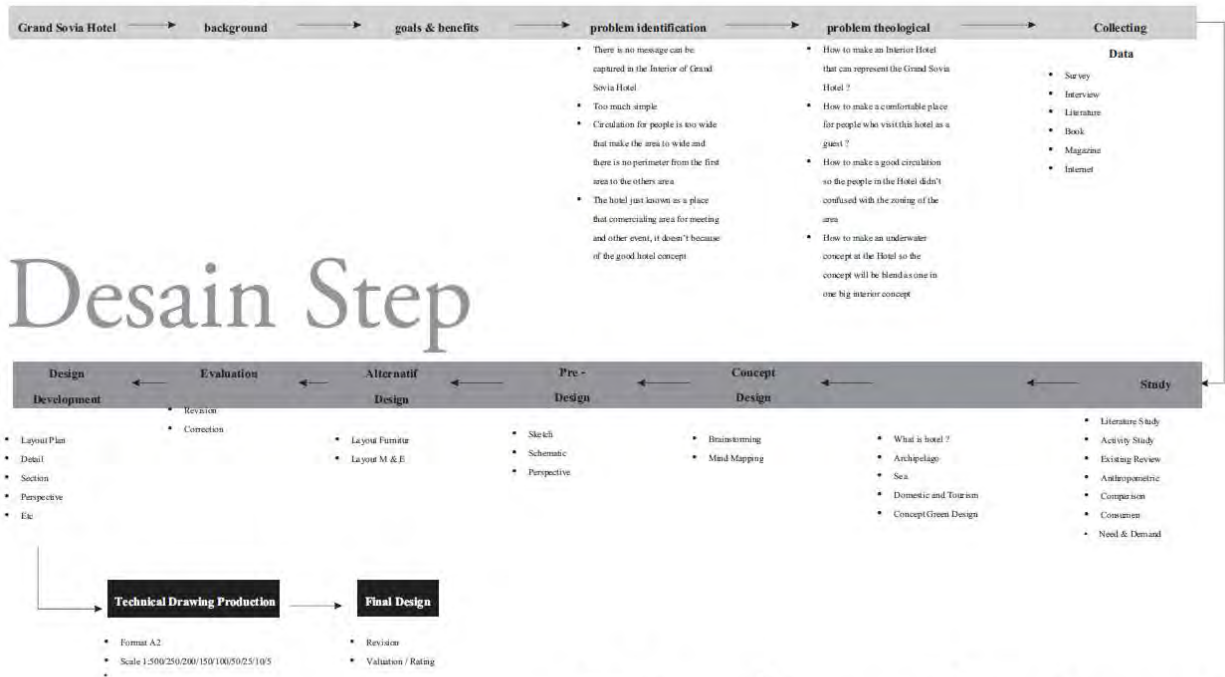 Grand Sovia Hotel
background
goals & benefits
problem identification
problem theological
Collecting
Data
• There is no message can be
captured in the Interior of Grand
Sovia Hotel
• Too much simple
• Circulation for people is too wide
that make the area to wide and
there is no perimeter from the first
area to the others area
• The hotel just known as a place
that comercialing area for meeting
and other event, it doesn't because
of the good hotel concept
• How to make an Interior Hotel
that can represent the Grand Sovia
Hotel ?
• How to make a comfortable place
for people who visit this hotel as a
guest ?
• How to make a good circulation
so the people in the Hotel didn't
confused with the zoning of the
area
• How to make an underwater
concept at the Hotel so the
concept will be blend as one in
one big interior concept
• Survey
• Interview
• Literature
• Book
• Magazine
• Internet
Desain Step
Study
• Literature Study
• Activity Study
• Existing Review
• Anthropometric
• Comparison
• Consumen
• Need & Demand
• What is hotel ?
• Archipelago
• Sea
• Domestic and Tourism
• Concept Green Design
Concept
Design
• Brainstorming
• Mind Mapping
Pre -
Design
• Sketch
• Schematic
• Perspective
Alternatif
Design
• Layout Furnitur
• Layout M & E
Evaluation
• Revision
• Correction
Design
Development
• Layout Plan
• Detail
• Section
• Perspective
• Etc
Technical Drawing Production
• Format A2
• Scale 1:500/250/200/150/100/50/25/10/5
Final Design
• Revision
• Valuation / Rating